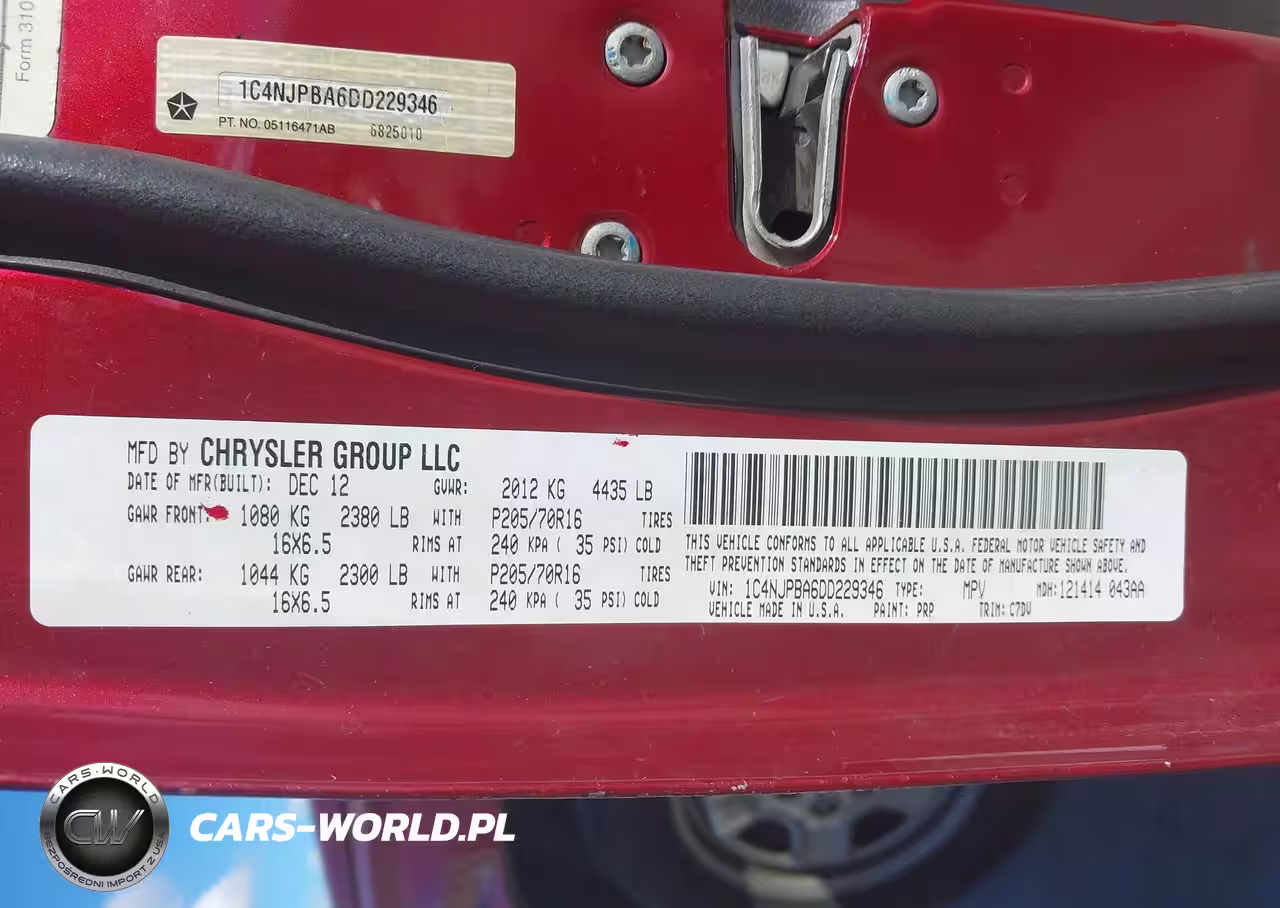 Form 310
1C4NJPBA6DD229346
PT. NO. 05116471AB 6825010
MFD BY CHRYSLER GROUP LLC
DATE OF MFR(BUILT): DEC 12 GVWR: 2012 KG 4435 LB
GAWR FRONT: 1080 KG 2380 LB WITH P205/70R16 TIRES
16X6.5 RIMS AT 240 KPA ( 35 PSI) COLD
GAWR REAR: 1044 KG 2300 LB WITH P205/70R16 TIRES
16X6.5 RIMS AT 240 KPA ( 35 PSI) COLD
THIS VEHICLE CONFORMS TO ALL APPLICABLE U.S.A. FEDERAL MOTOR VEHICLE SAFETY AND
THEFT PREVENTION STANDARDS IN EFFECT ON THE DATE OF MANUFACTURE SHOWN ABOVE.
VIN: 1C4NJPBA6DD229346 TYPE: MPV MDH:121414 043AA
VEHICLE MADE IN U.S.A. PAINT: PRP TRIM: C7DV
CARS-WORLD
CW
BEZPOŚREDNI IMPORT Z USA
CARS-WORLD.PL